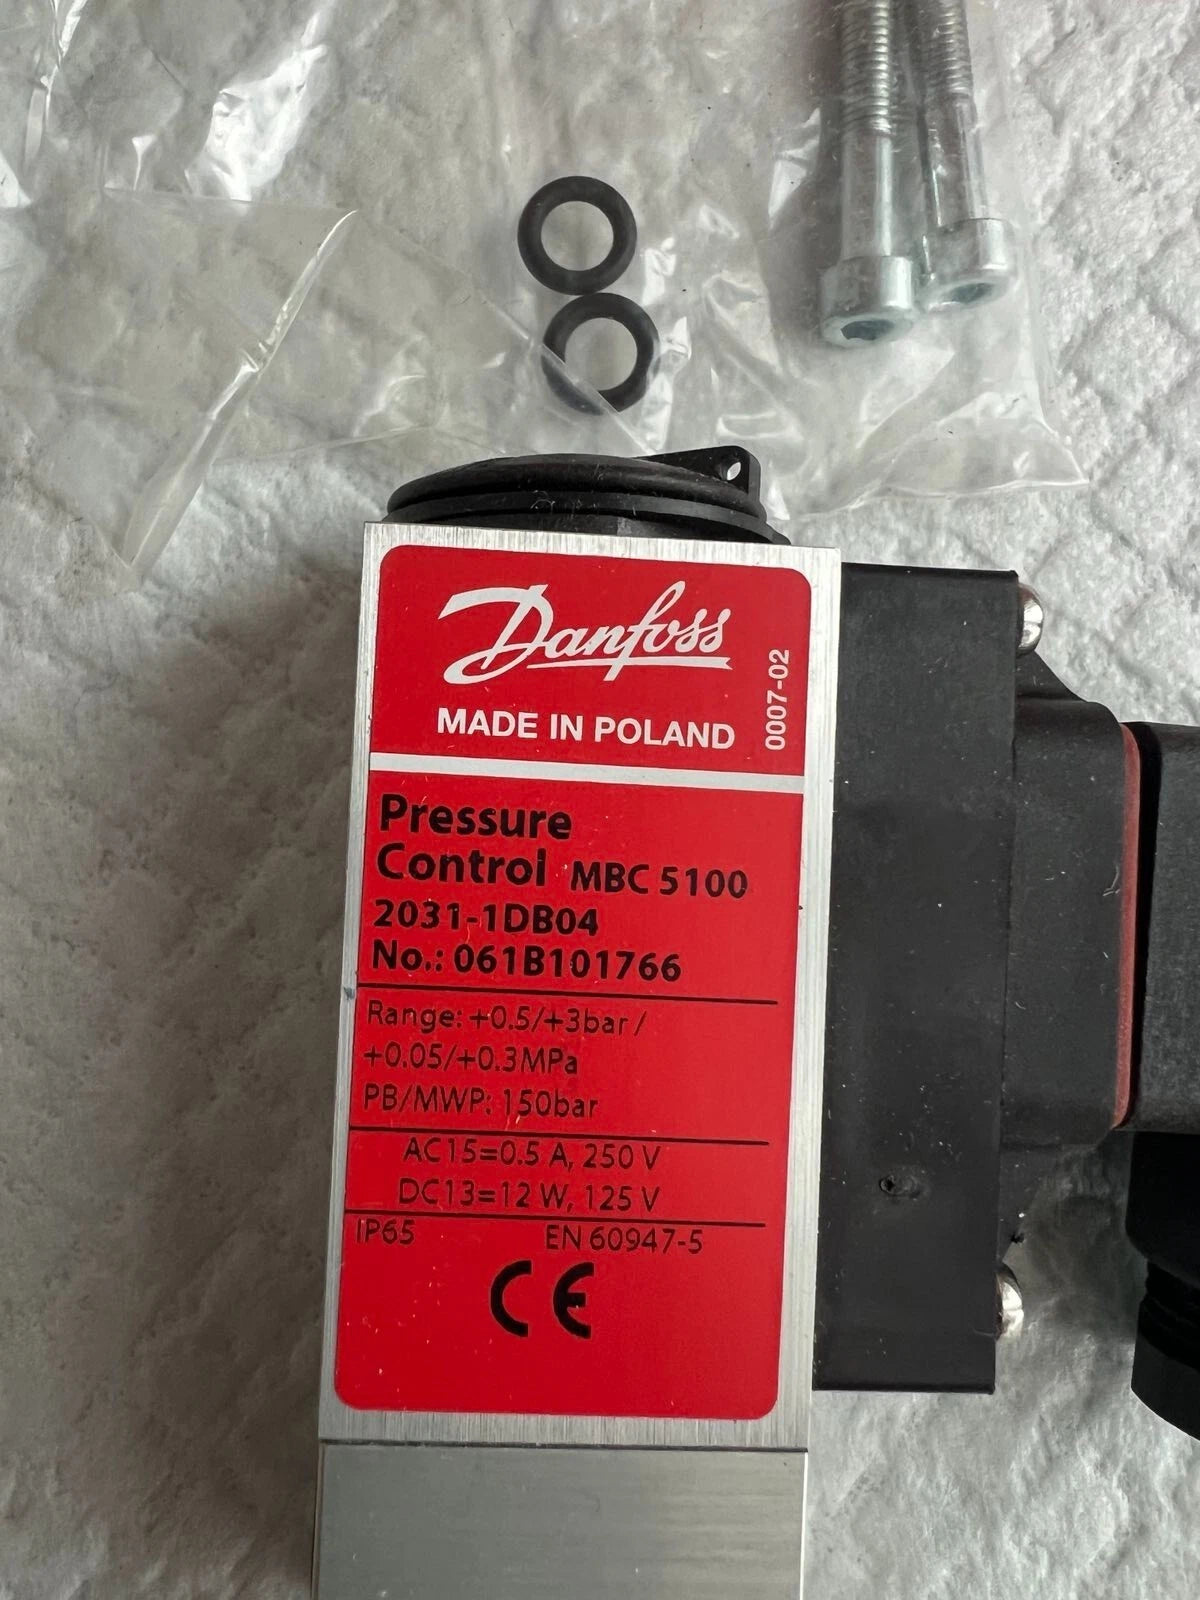 Danfoss
MADE IN POLAND
0007-02
Pressure
Control MBC 5100
2031-1DB04
No.: 061B101766
Range: +0.5/+3bar /
+0.05/+0.3MPa
PB/MWP: 150bar
AC15=0.5 A, 250 V
DC13=12 W, 125 V
IP65 EN 60947-5
CE